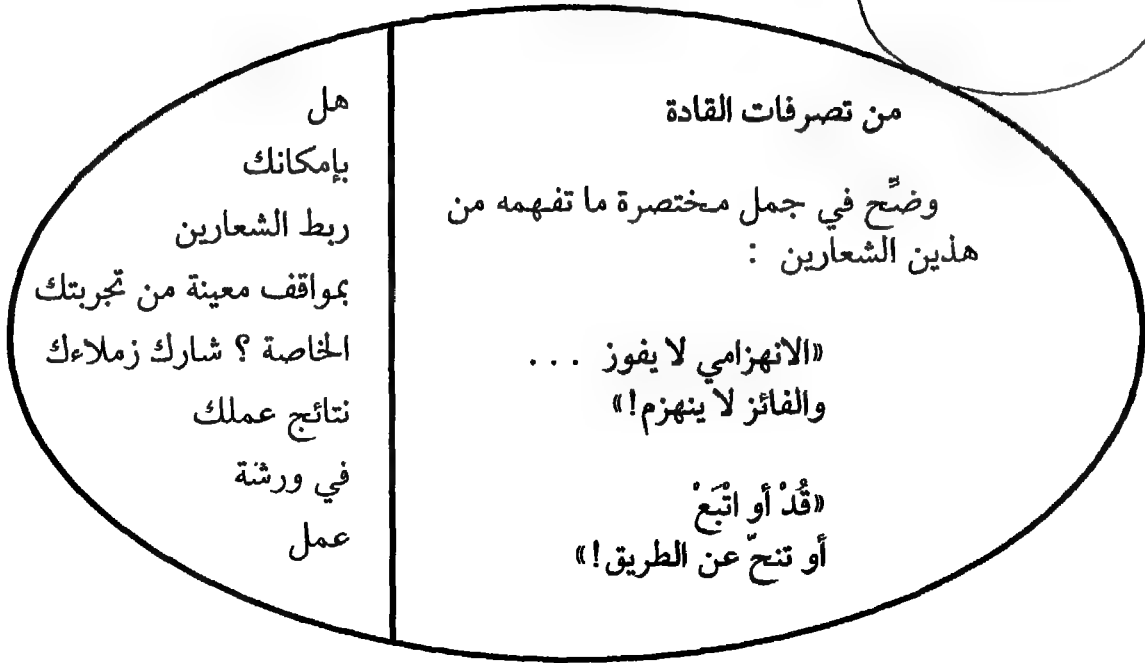 من تصرفات القادة
وضِّح في جمل مختصرة ما تفهمه من
هذين الشعارين :
«الانهزامي لا يفوز . . .
والفائز لا ينهزم!»
«قُدْ أو اتْبَعْ
أو تنحّ عن الطريق!»
هل
بإمكانك
ربط الشعارين
بمواقف معينة من تجربتك
الخاصة ؟ شارك زملاءك
نتائج عملك
في ورشة
عمل